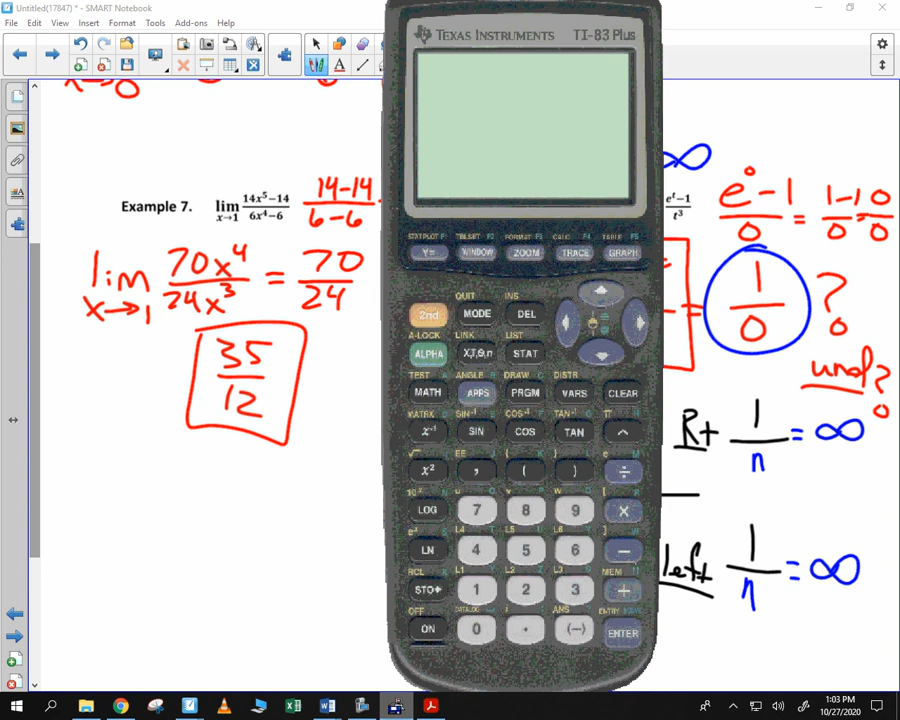 Untitled(17847) * - SMART Notebook
File Edit View Insert Format Tools Add-ons Help
x→0
Example 7. lim x→1 14x⁵−14 / 6x⁴−6
14-14 / 6-6
lim x→1 70x⁴ / 24x³ = 70 / 24
35 / 12
TEXAS INSTRUMENTS TI-83 Plus
STAT PLOT F1 TBLSET F2 FORMAT F3 CALC F4 TABLE F5
Y= WINDOW ZOOM TRACE GRAPH
QUIT INS
2nd MODE DEL
A-LOCK LINK LIST
ALPHA X,T,θ,n STAT
TEST A ANGLE B DRAW C DISTR
MATH APPS PRGM VARS CLEAR
MATRX D SIN⁻¹ E COS⁻¹ F TAN⁻¹ G π H
x⁻¹ SIN COS TAN ^
√ EE J { K } L e M
x² , ( ) ÷
10ˣ N u O v P w Q [ R
LOG 7 8 9 ×
eˣ S L4 T L5 U L6 V ] W
LN 4 5 6 −
RCL X L1 Y L2 Z L3 θ MEM "
STO→ 1 2 3 +
OFF CATALOG i ANS ENTRY SOLVE
ON 0 . (−) ENTER
∞
eᵗ−1 / t³
e⁰-1 / 0 = 1-1 / 0 = 0 / 0
= 1 / 0 ?
und?
Rt 1 / n = ∞
left 1 / n = ∞
1:03 PM
10/27/2020